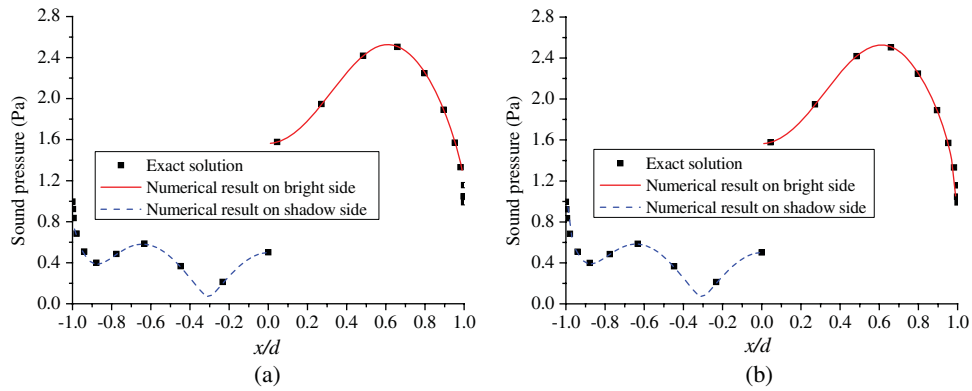 2.8
2.4
2.0
1.6
1.2
0.8
0.4
0.0
Sound pressure (Pa)
Exact solution
Numerical result on bright side
Numerical result on shadow side
-1.0 -0.8 -0.6 -0.4 -0.2 0.0 0.2 0.4 0.6 0.8 1.0
x/d
(a)
2.8
2.4
2.0
1.6
1.2
0.8
0.4
0.0
Sound pressure (Pa)
Exact solution
Numerical result on bright side
Numerical result on shadow side
-1.0 -0.8 -0.6 -0.4 -0.2 0.0 0.2 0.4 0.6 0.8 1.0
x/d
(b)